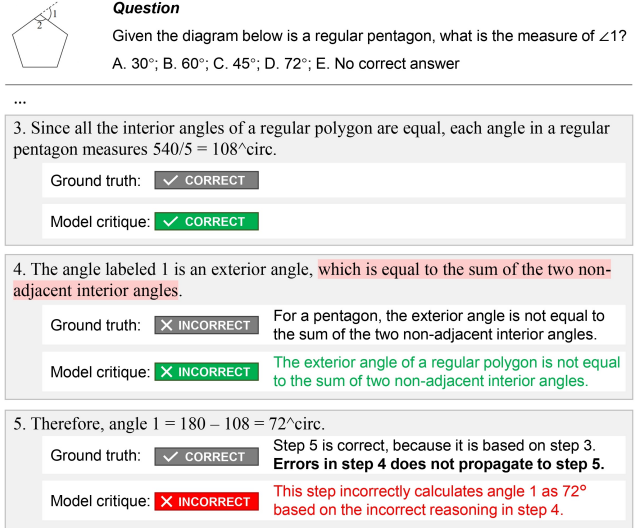 1
2
Question
Given the diagram below is a regular pentagon, what is the measure of ∠1?
A. 30°; B. 60°; C. 45°; D. 72°; E. No correct answer
...
3. Since all the interior angles of a regular polygon are equal, each angle in a regular
pentagon measures 540/5 = 108^circ.
Ground truth: ✓ CORRECT
Model critique: ✓ CORRECT
4. The angle labeled 1 is an exterior angle, which is equal to the sum of the two non-
adjacent interior angles.
Ground truth: ✕ INCORRECT For a pentagon, the exterior angle is not equal to
the sum of the two non-adjacent interior angles.
Model critique: ✕ INCORRECT The exterior angle of a regular polygon is not equal
to the sum of two non-adjacent interior angles.
5. Therefore, angle 1 = 180 – 108 = 72^circ.
Ground truth: ✓ CORRECT Step 5 is correct, because it is based on step 3.
Errors in step 4 does not propagate to step 5.
Model critique: ✕ INCORRECT This step incorrectly calculates angle 1 as 72°
based on the incorrect reasoning in step 4.